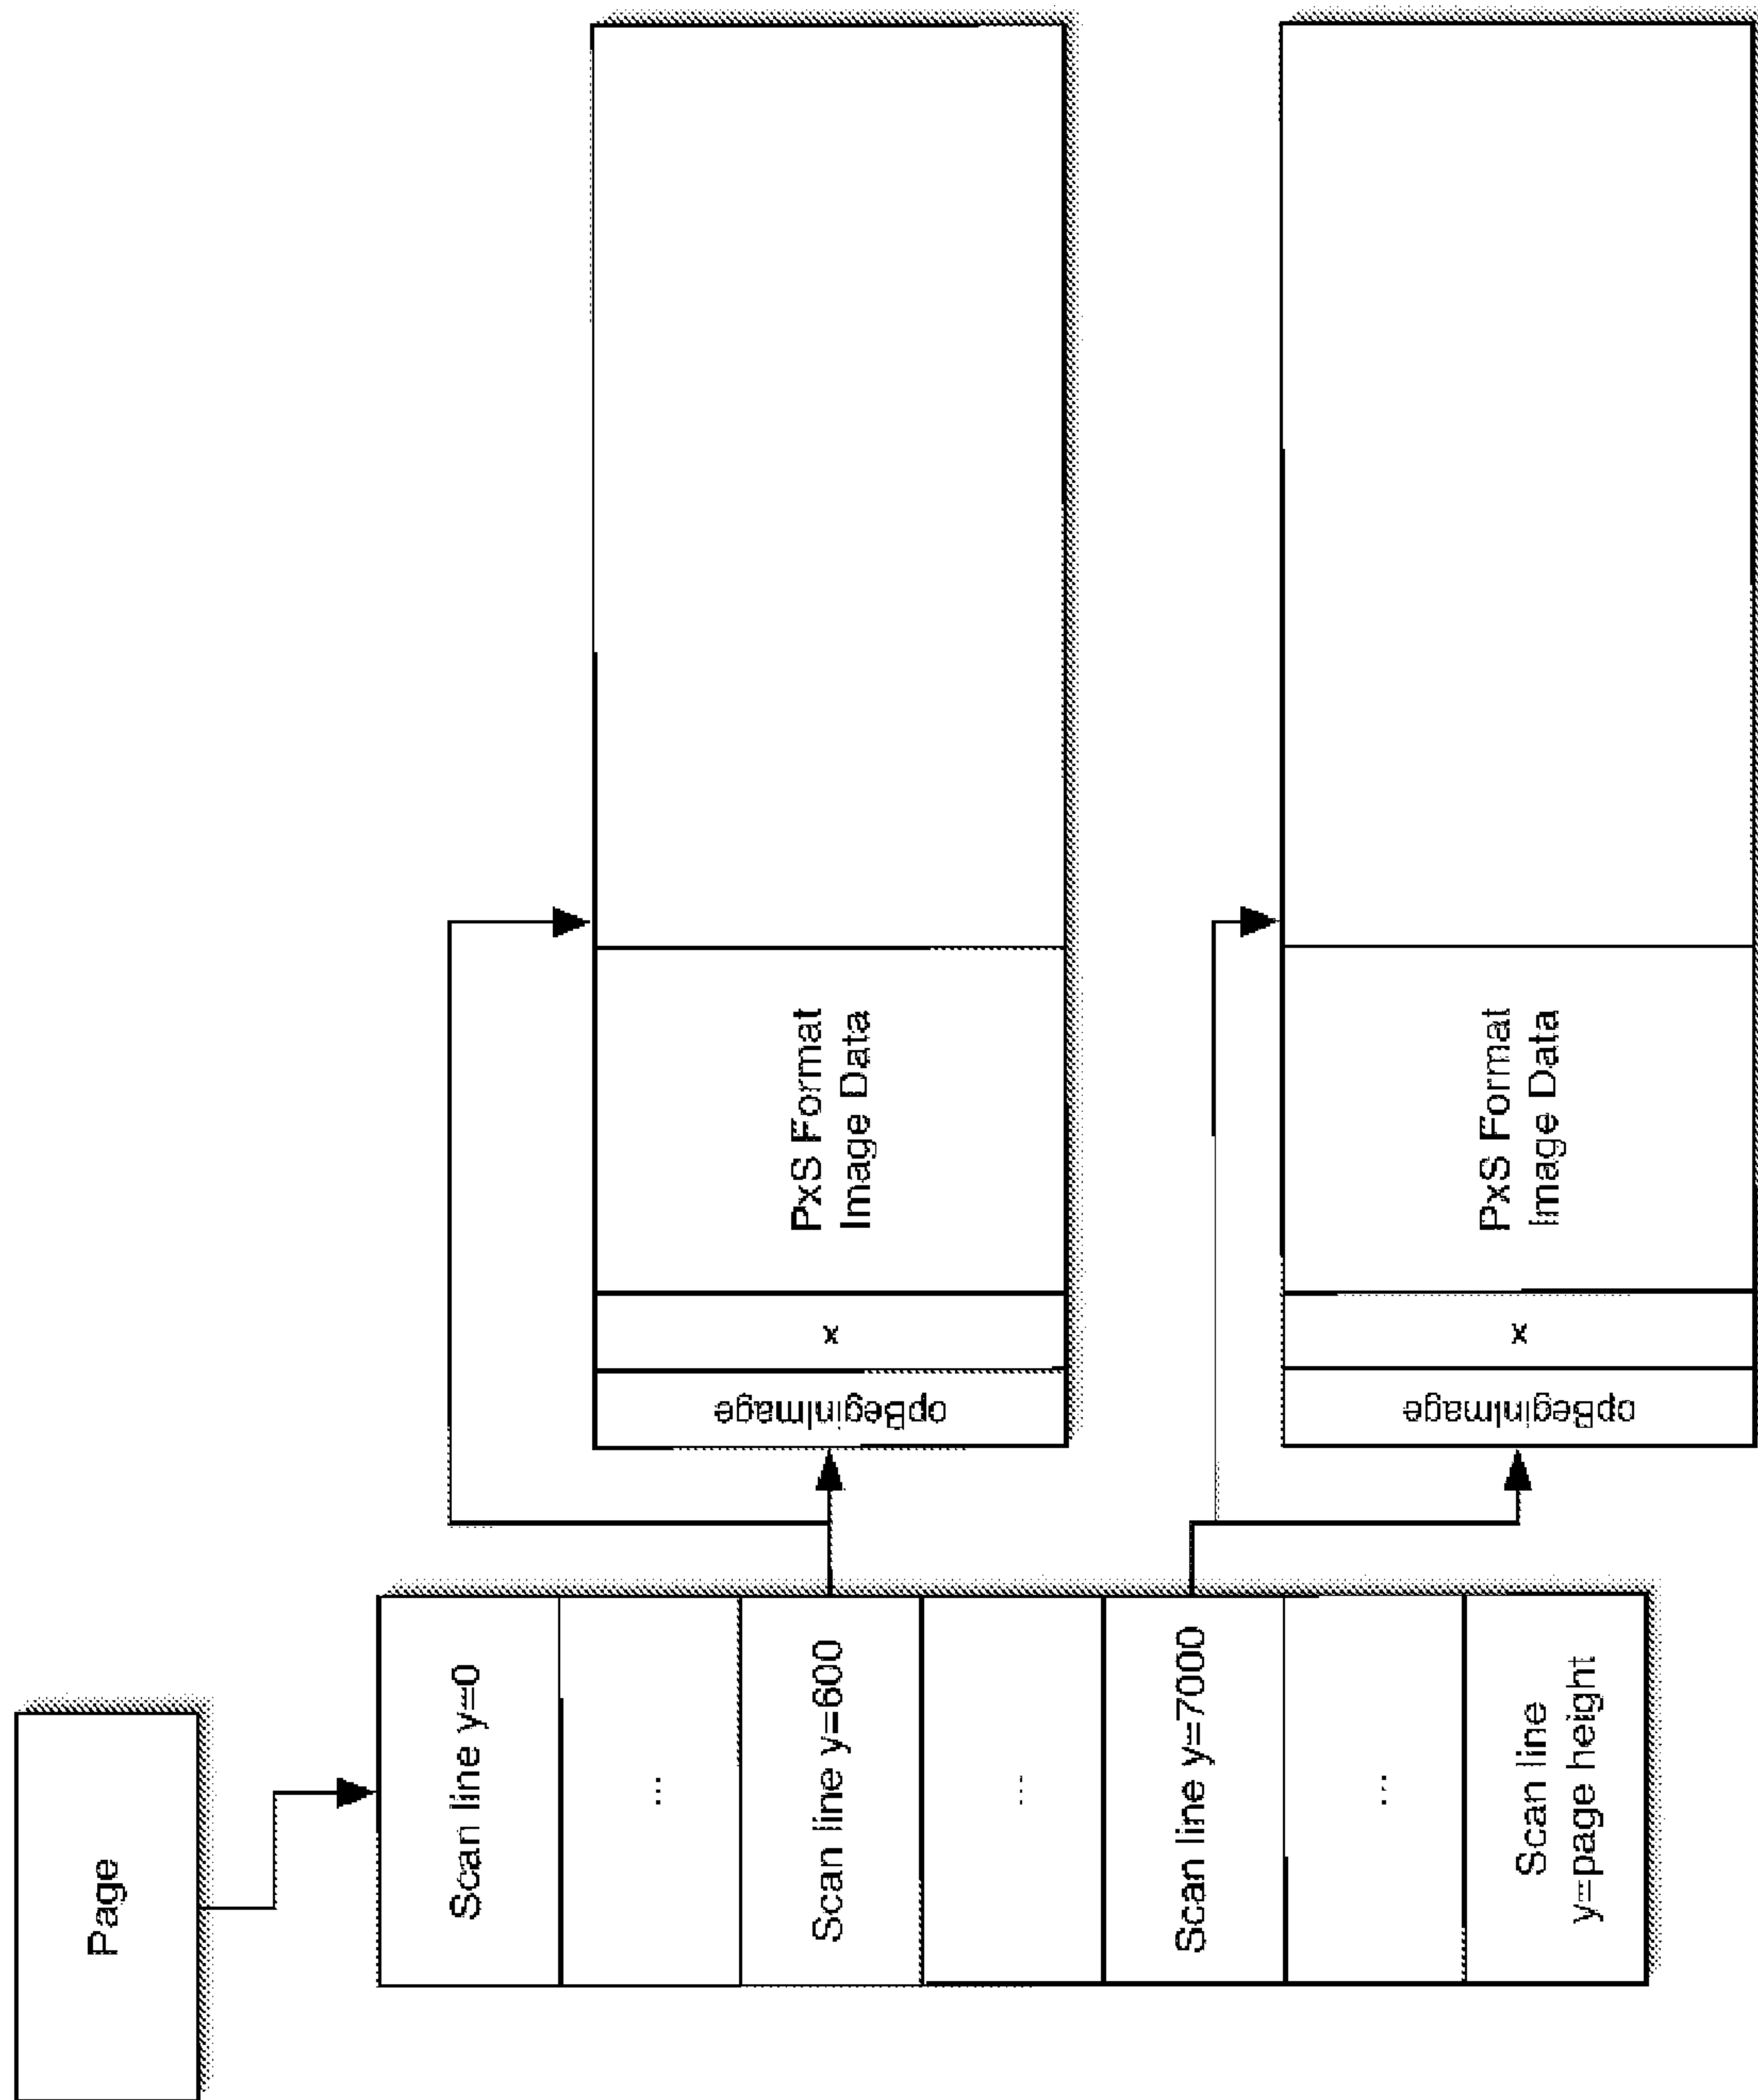 Page
Scan line y=0
...
Scan line y=600
...
Scan line y=7000
...
Scan line
y=page height
opBeginImage
x
PxS Format
Image Data
opBeginImage
x
PxS Format
Image Data